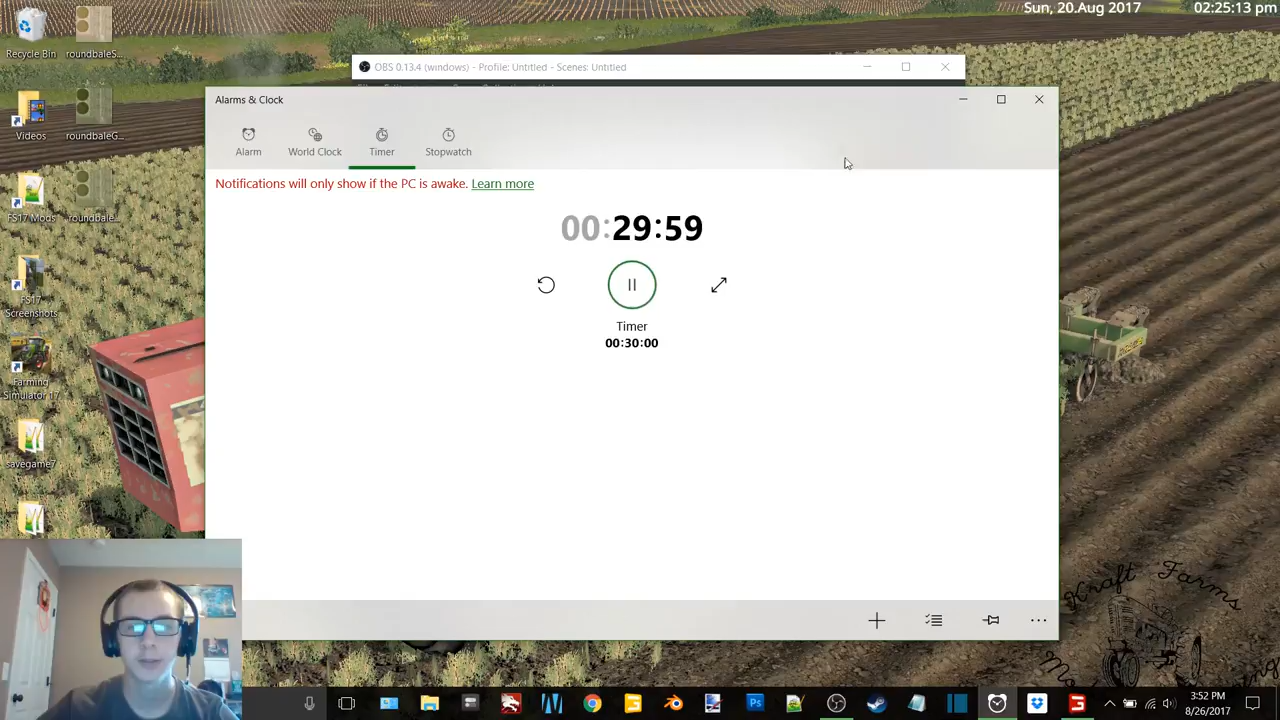 Sun, 20.Aug 2017 02:25:13 pm
Recycle Bin
roundbaleS...
OBS 0.13.4 (windows) - Profile: Untitled - Scenes: Untitled
Alarms & Clock
Videos
roundbaleG...
Alarm
World Clock
Timer
Stopwatch
Notifications will only show if the PC is awake. Learn more
FS17 Mods
roundbale...
00:29:59
FS17
Screenshots
Timer
00:30:00
Farming
Simulator 17
savegame7
Kraft Farms
3:52 PM
8/26/2017